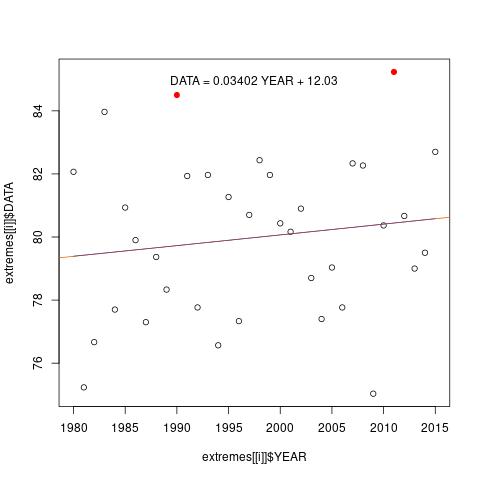 DATA = 0.03402 YEAR + 12.03
84
82
80
78
76
extremes[[i]]$DATA
1980 1985 1990 1995 2000 2005 2010 2015
extremes[[i]]$YEAR